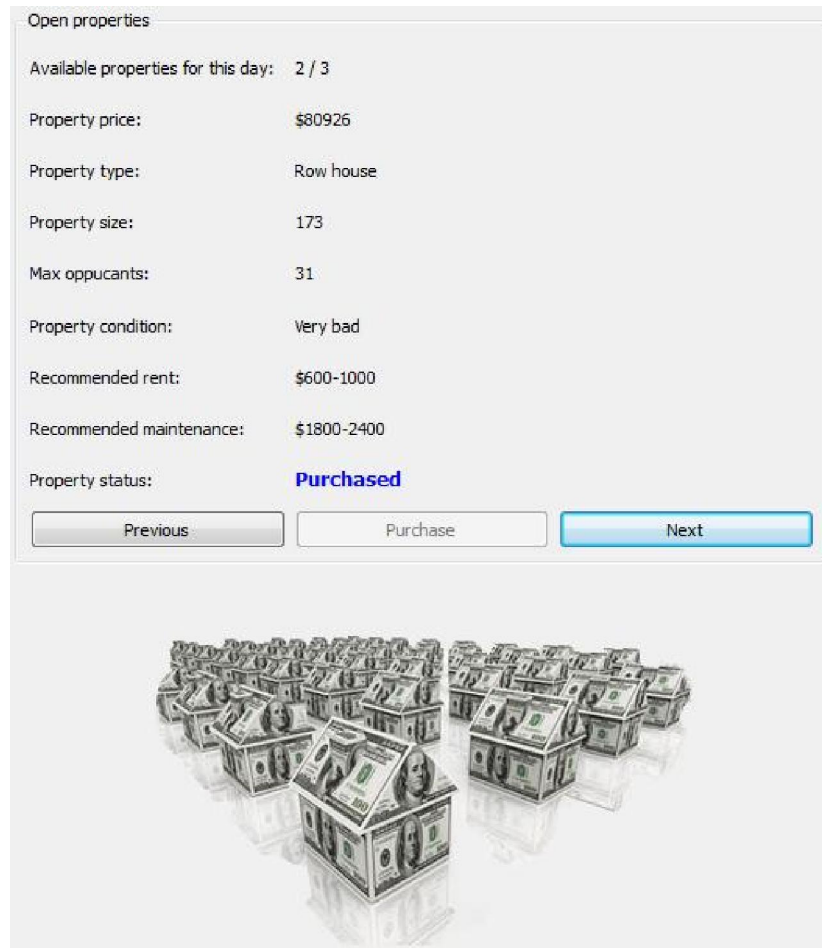 Open properties
Available properties for this day: 2 / 3
Property price: $80926
Property type: Row house
Property size: 173
Max oppucants: 31
Property condition: Very bad
Recommended rent: $600-1000
Recommended maintenance: $1800-2400
Property status: Purchased
Previous Purchase Next
100